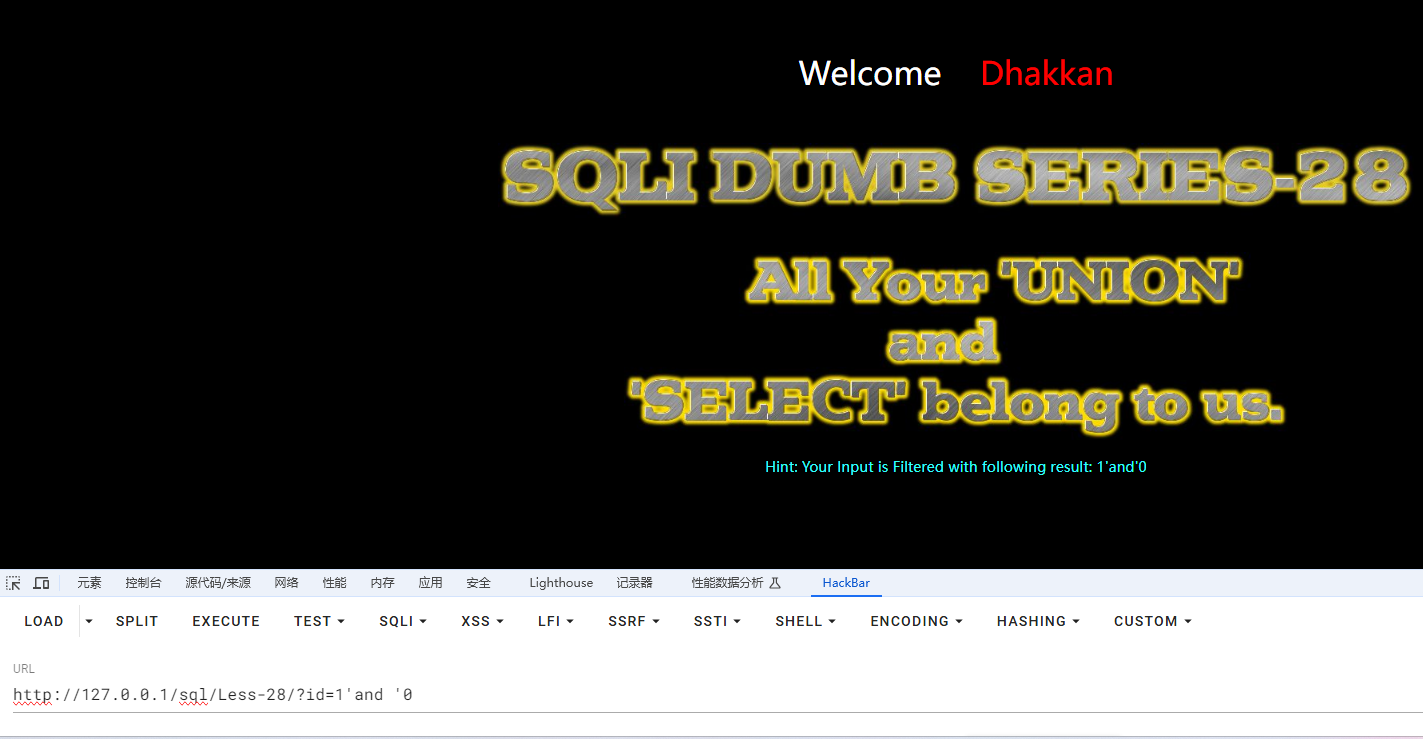 Welcome Dhakkan
SQLI DUMB SERIES-28
All Your 'UNION'
and
'SELECT' belong to us.
Hint: Your Input is Filtered with following result: 1'and'0
元素 控制台 源代码/来源 网络 性能 内存 应用 安全 Lighthouse 记录器 性能数据分析 HackBar
LOAD SPLIT EXECUTE TEST SQLI XSS LFI SSRF SSTI SHELL ENCODING HASHING CUSTOM
URL
http://127.0.0.1/sql/Less-28/?id=1'and '0